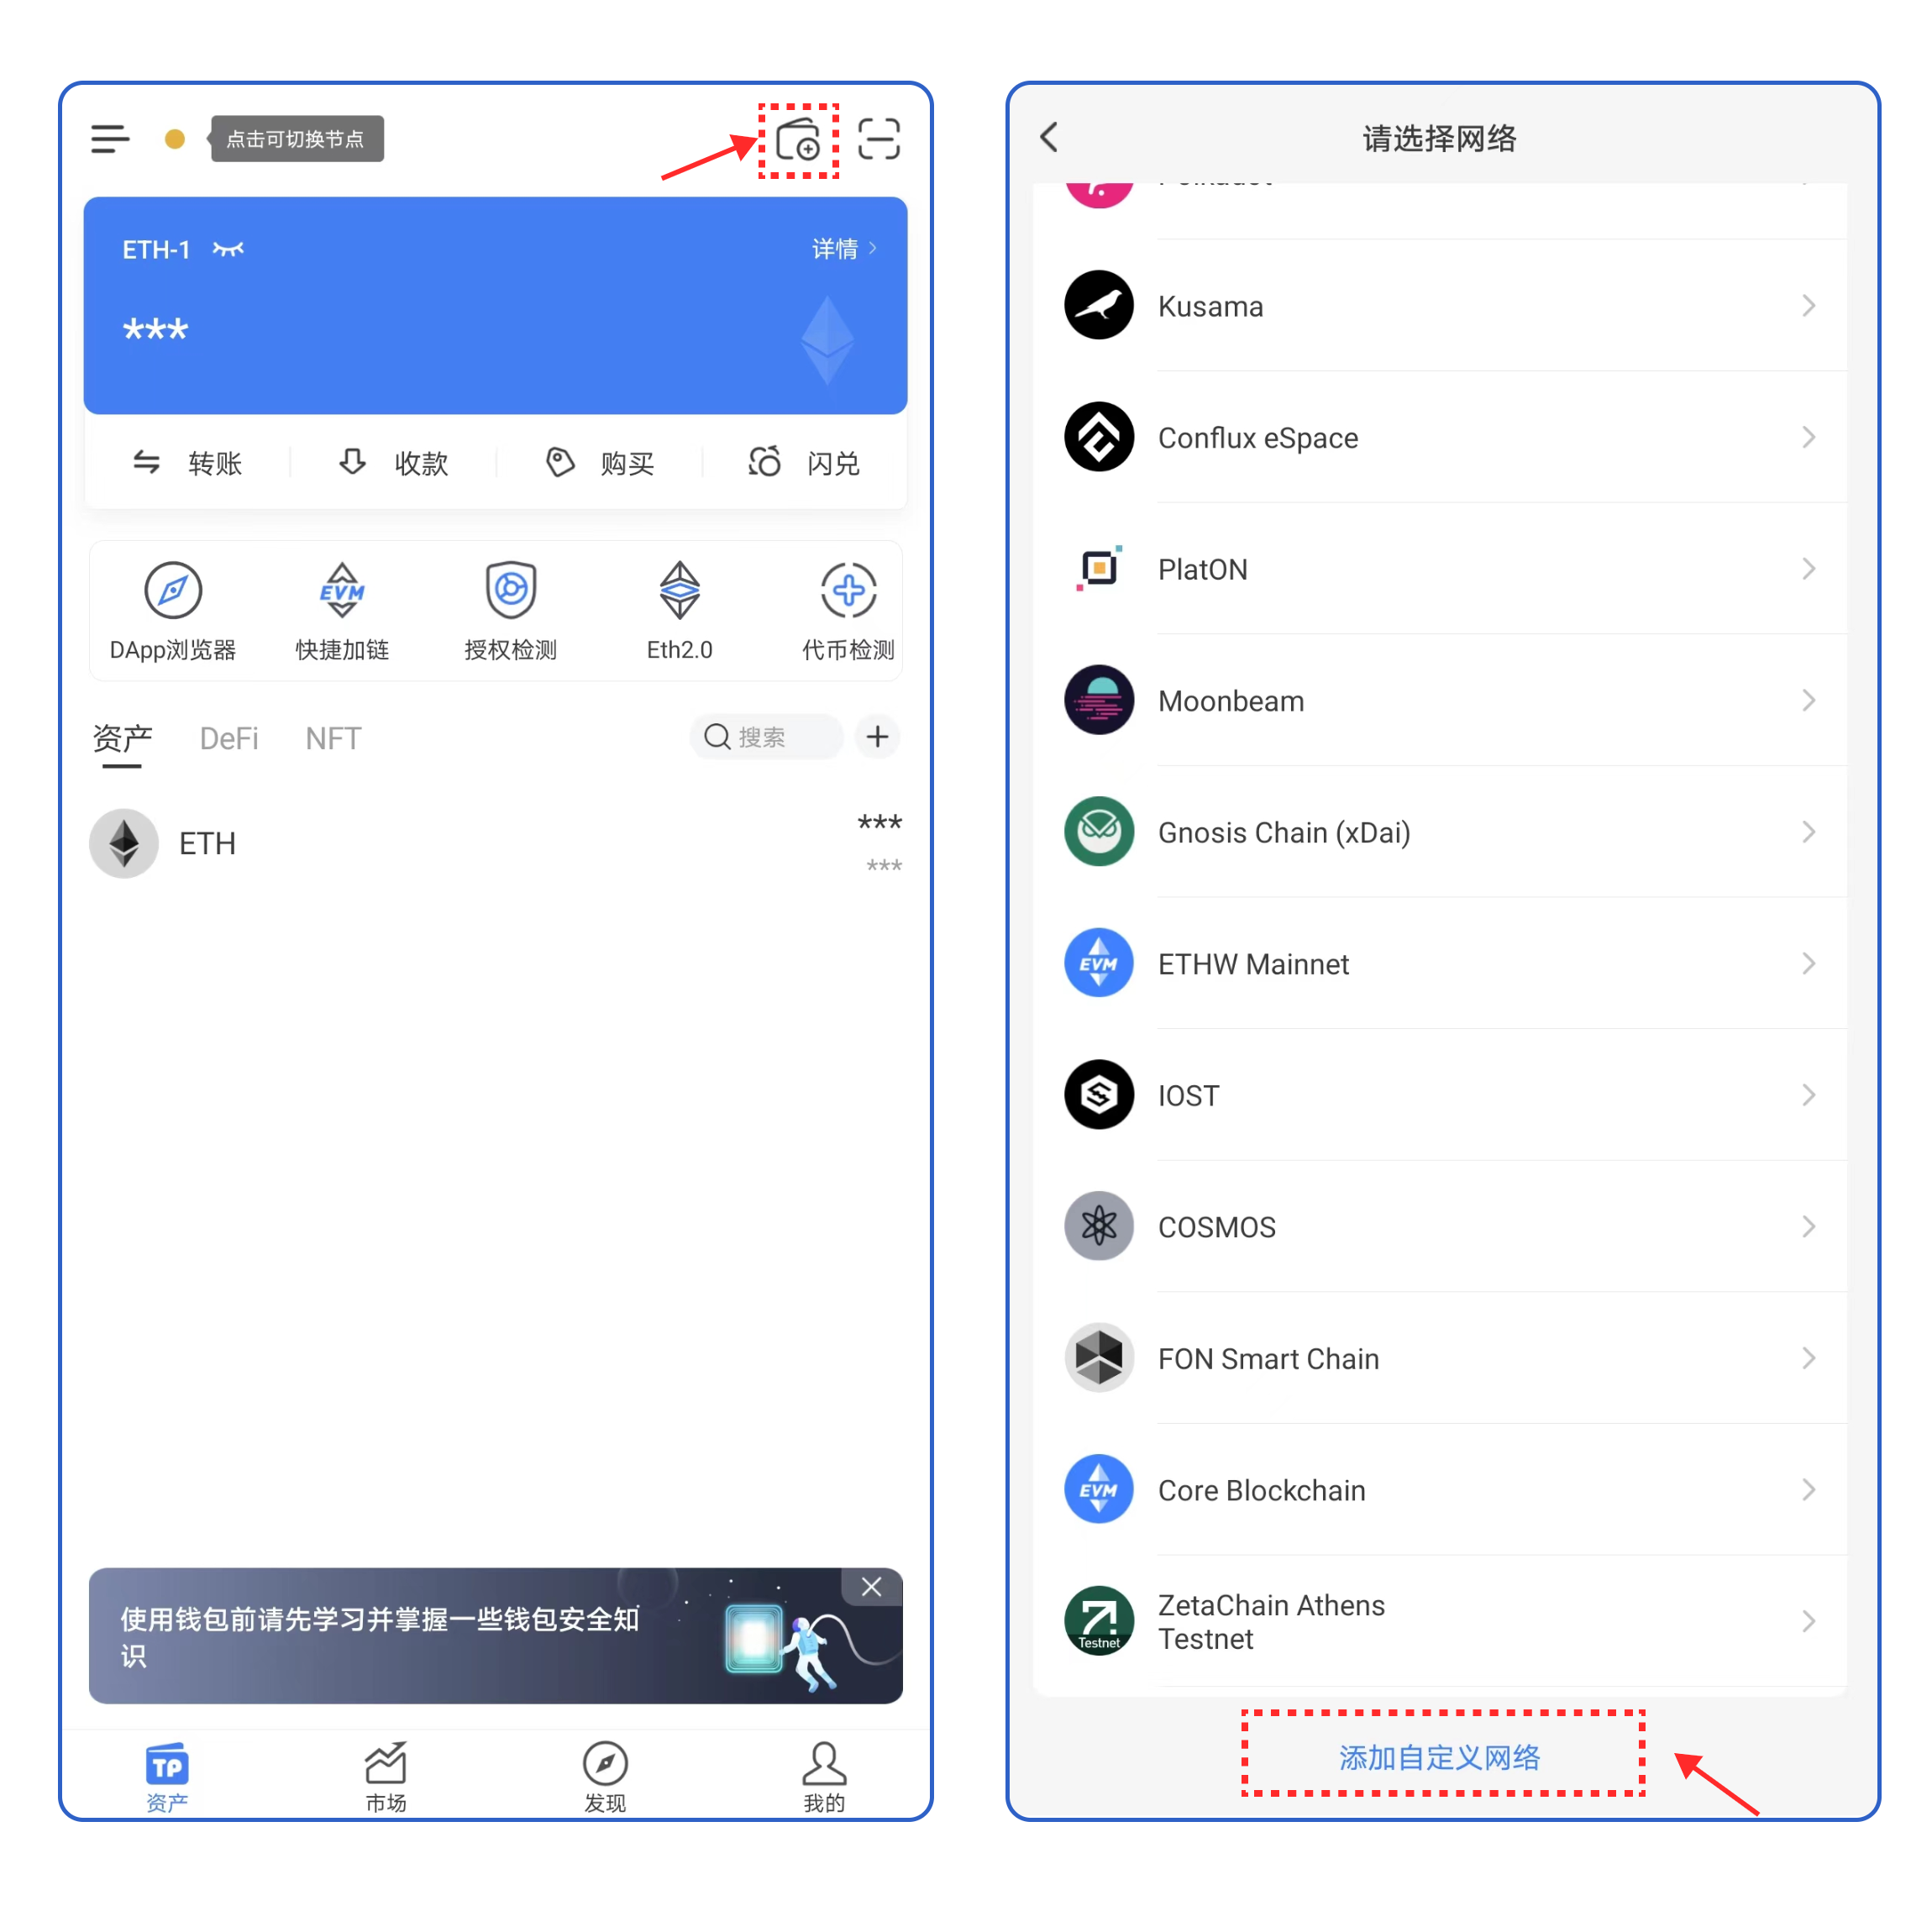 点击可切换节点
ETH-1
详情
***
转账
收款
购买
闪兑
EVM
DApp浏览器
快捷加链
授权检测
Eth2.0
代币检测
资产
DeFi
NFT
搜索
ETH
***
***
使用钱包前请先学习并掌握一些钱包安全知
识
TP
资产
市场
发现
我的
请选择网络
Kusama
Conflux eSpace
PlatON
Moonbeam
Gnosis Chain (xDai)
EVM
ETHW Mainnet
IOST
COSMOS
FON Smart Chain
EVM
Core Blockchain
Testnet
ZetaChain Athens
Testnet
添加自定义网络